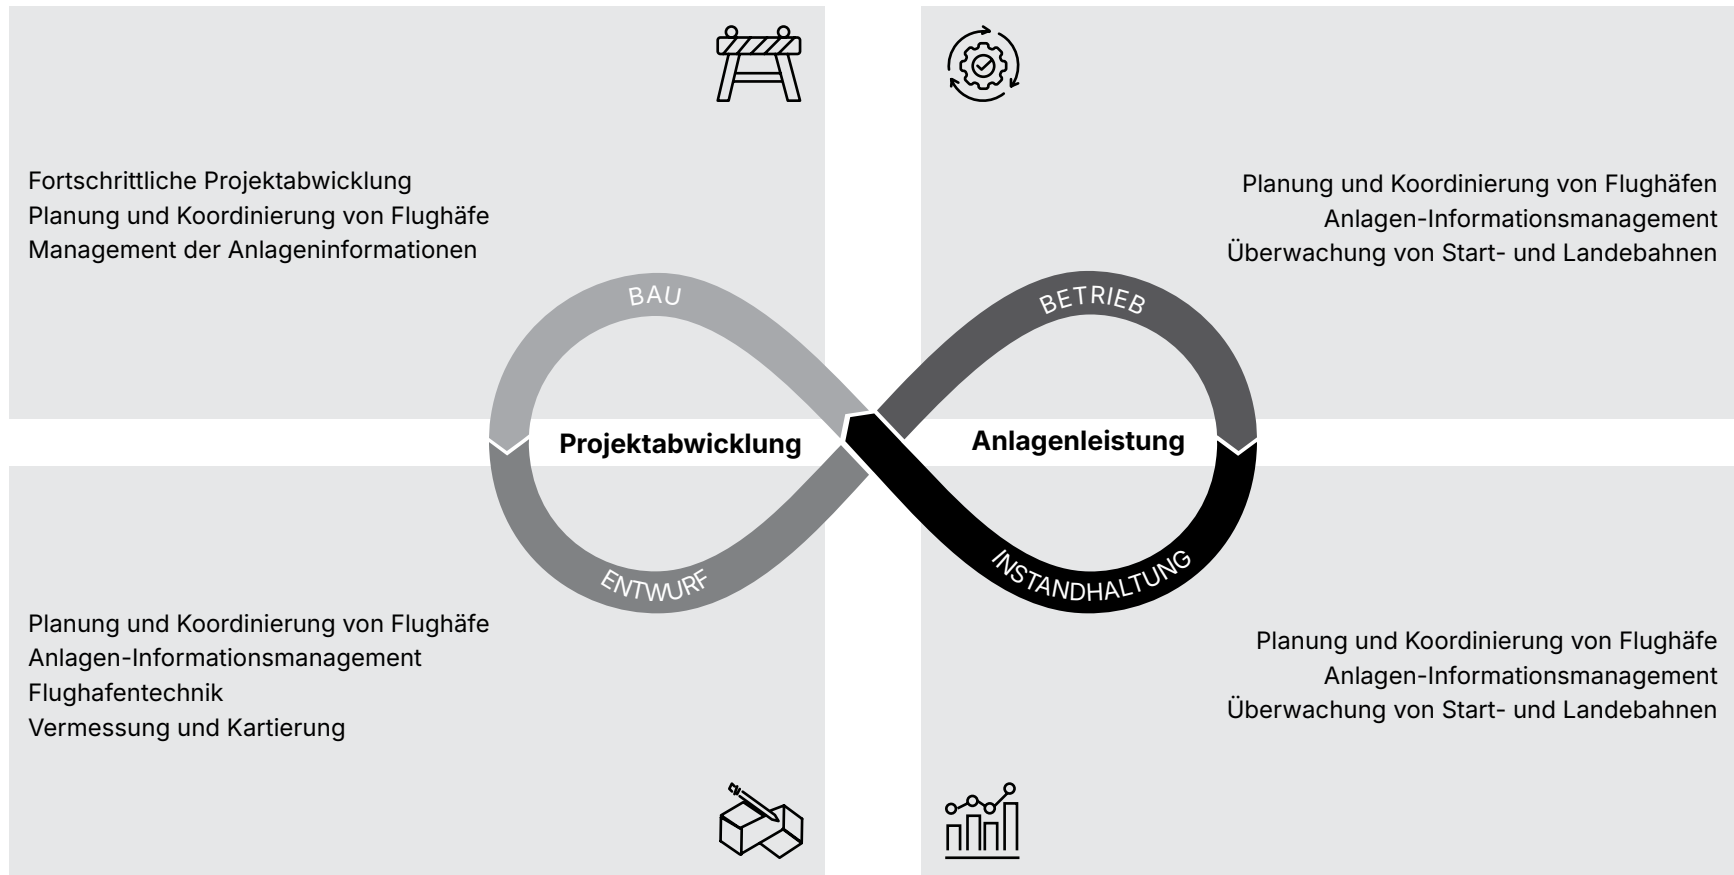 Fortschrittliche Projektabwicklung
Planung und Koordinierung von Flughäfe
Management der Anlageninformationen
Planung und Koordinierung von Flughäfen
Anlagen-Informationsmanagement
Überwachung von Start- und Landebahnen
BAU
BETRIEB
Projektabwicklung
Anlagenleistung
ENTWURF
INSTANDHALTUNG
Planung und Koordinierung von Flughäfe
Anlagen-Informationsmanagement
Flughafentechnik
Vermessung und Kartierung
Planung und Koordinierung von Flughäfe
Anlagen-Informationsmanagement
Überwachung von Start- und Landebahnen